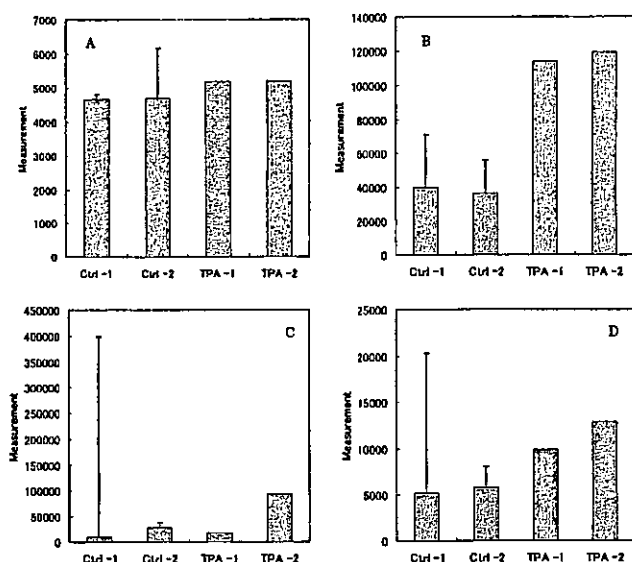 A
7000
6000
5000
4000
3000
2000
1000
0
Measurement
Ctrl -1 Ctrl -2 TPA -1 TPA -2
B
140000
120000
100000
80000
60000
40000
20000
0
Measurement
Ctrl -1 Ctrl -2 TPA -1 TPA -2
C
450000
400000
350000
300000
250000
200000
150000
100000
50000
0
Measurement
Ctrl -1 Ctrl -2 TPA -1 TPA -2
D
25000
20000
15000
10000
5000
0
Measurement
Ctrl -1 Ctrl -2 TPA -1 TPA -2